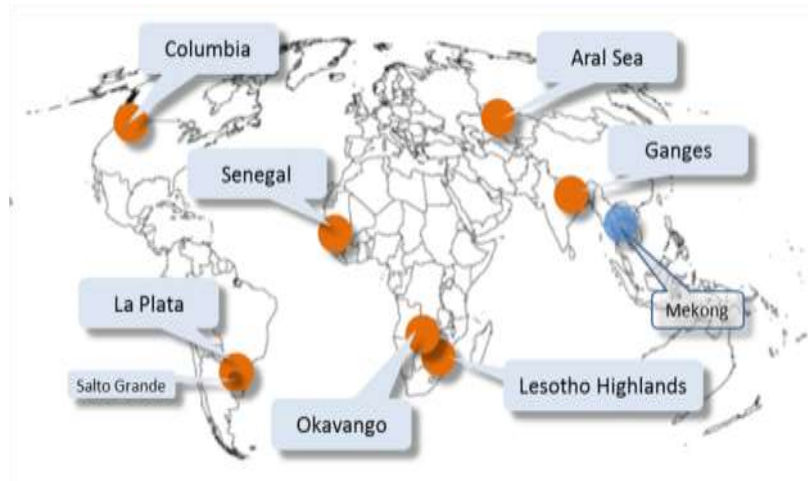 Columbia
Aral Sea
Ganges
Senegal
La Plata
Mekong
Salto Grande
Lesotho Highlands
Okavango